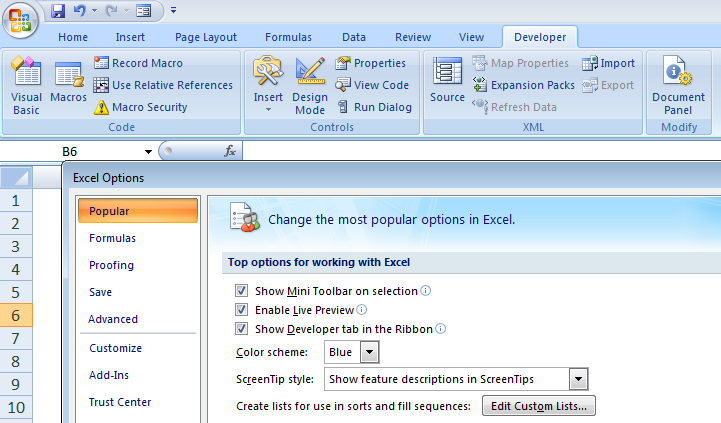 Home Insert Page Layout Formulas Data Review View Developer
Record Macro Properties Map Properties Import
Use Relative References View Code Expansion Packs Export
Macro Security Run Dialog Refresh Data
Visual Basic Macros Insert Design Mode Source Document Panel
Code Controls XML Modify
B6 fx
Excel Options
1
2
3
4
5
6
7
8
9
10
Popular
Formulas
Proofing
Save
Advanced
Customize
Add-Ins
Trust Center
Change the most popular options in Excel.
Top options for working with Excel
Show Mini Toolbar on selection
Enable Live Preview
Show Developer tab in the Ribbon
Color scheme: Blue
ScreenTip style: Show feature descriptions in ScreenTips
Create lists for use in sorts and fill sequences: Edit Custom Lists...